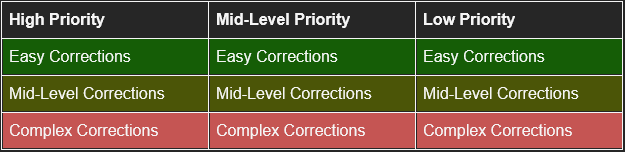 High Priority Mid-Level Priority Low Priority
Easy Corrections Easy Corrections Easy Corrections
Mid-Level Corrections Mid-Level Corrections Mid-Level Corrections
Complex Corrections Complex Corrections Complex Corrections